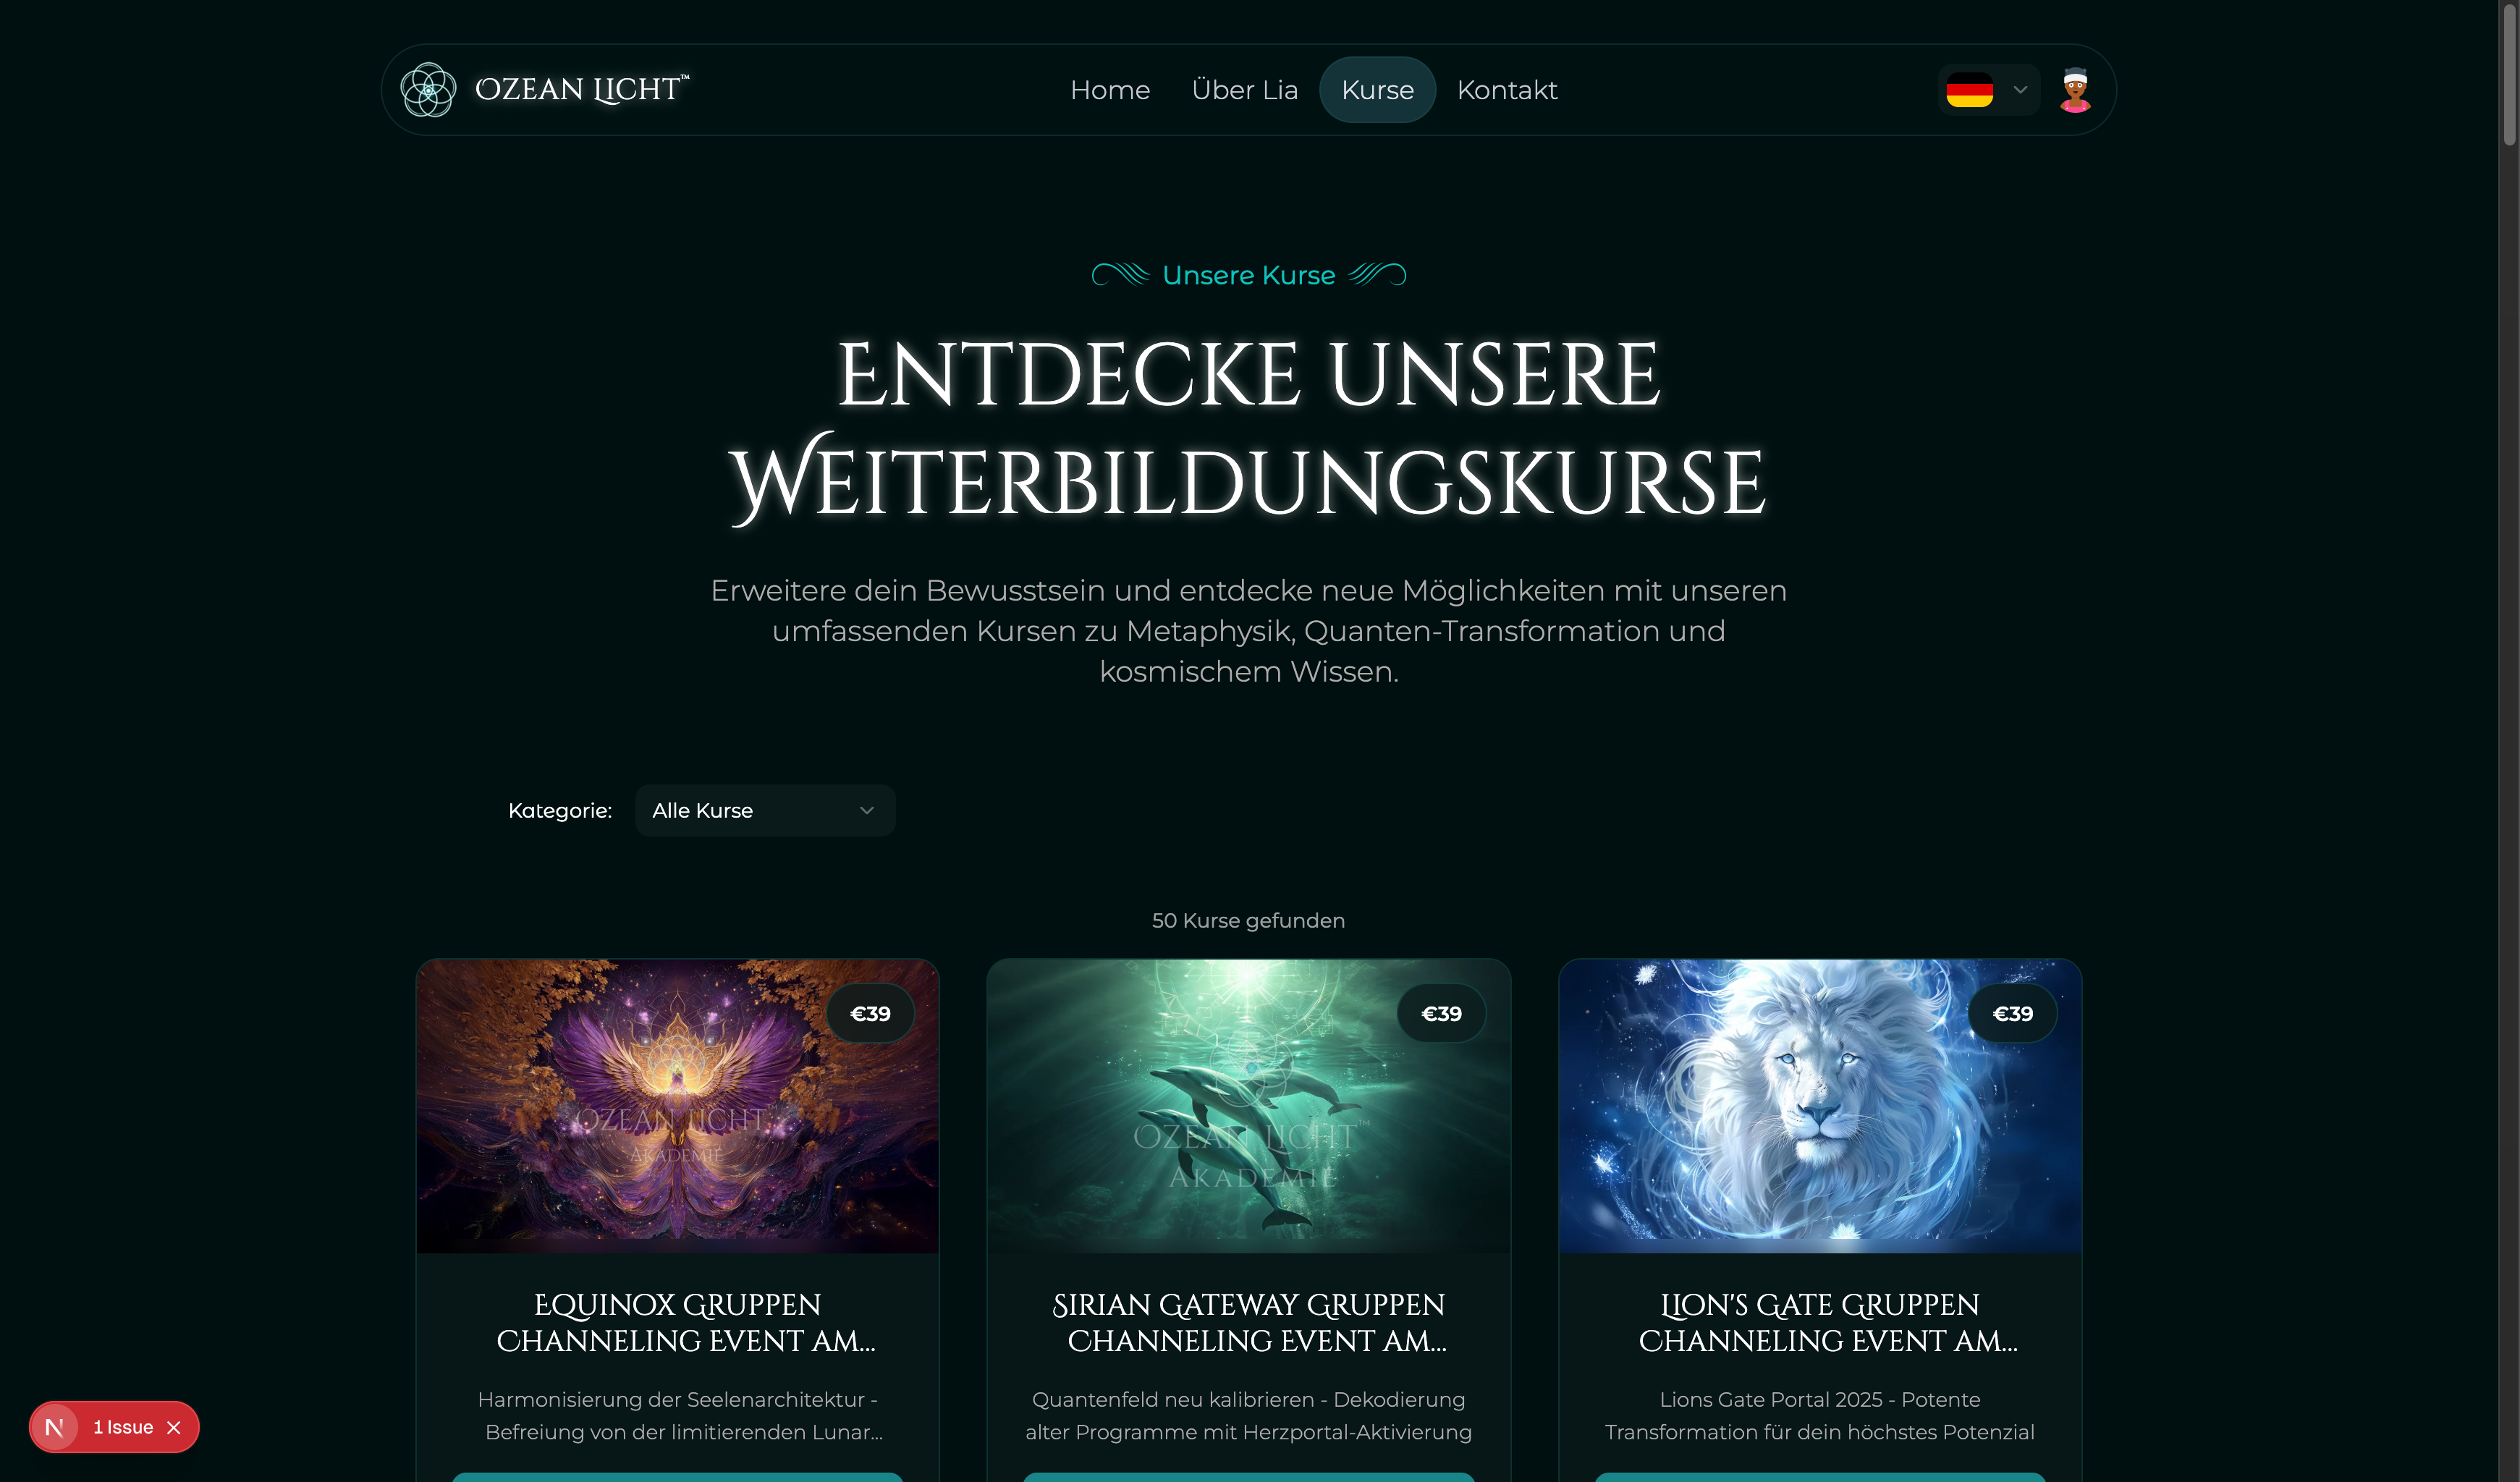 OZEAN LICHT™
Home
Über Lia
Kurse
Kontakt
Unsere Kurse
ENTDECKE UNSERE
WEITERBILDUNGSKURSE
Erweitere dein Bewusstsein und entdecke neue Möglichkeiten mit unseren
umfassenden Kursen zu Metaphysik, Quanten-Transformation und
kosmischem Wissen.
Kategorie:
Alle Kurse
50 Kurse gefunden
€39
OZEAN LICHT™
AKADEMIE
EQUINOX GRUPPEN
CHANNELING EVENT AM...
Harmonisierung der Seelenarchitektur -
Befreiung von der limitierenden Lunar...
€39
OZEAN LICHT™
AKADEMIE
SIRIAN GATEWAY GRUPPEN
CHANNELING EVENT AM...
Quantenfeld neu kalibrieren - Dekodierung
alter Programme mit Herzportal-Aktivierung
€39
LION'S GATE GRUPPEN
CHANNELING EVENT AM...
Lions Gate Portal 2025 - Potente
Transformation für dein höchstes Potenzial
N
1 Issue